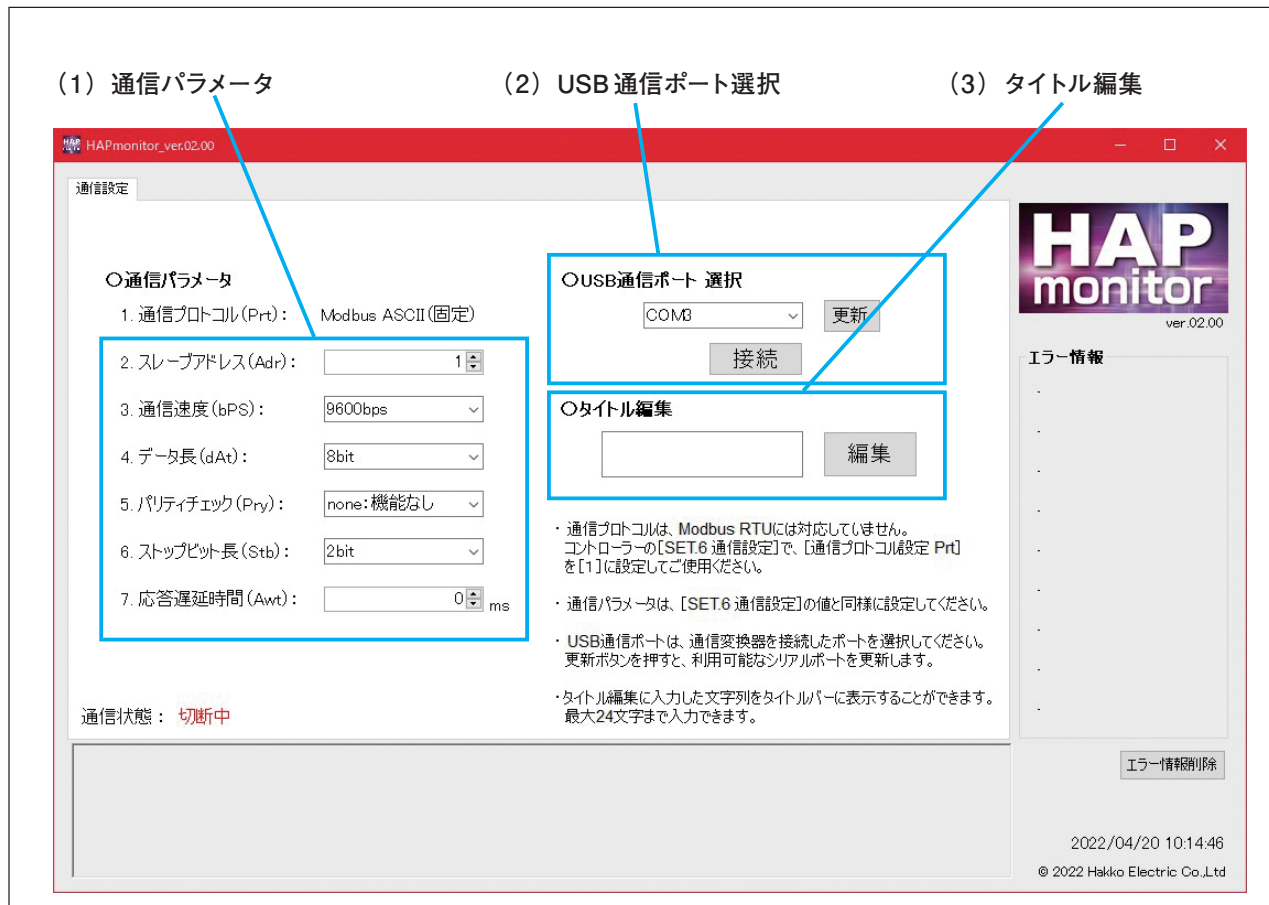 （1）通信パラメータ
（2）USB 通信ポート選択
（3）タイトル編集
HAPmonitor_ver.02.00
通信設定
〇通信パラメータ
1. 通信プロトコル(Prt)： Modbus ASCII(固定)
2. スレーブアドレス(Adr)： 1
3. 通信速度(bPS)： 9600bps
4. データ長(dAt)： 8bit
5. パリティチェック(Pry)： none:機能なし
6. ストップビット長(Stb)： 2bit
7. 応答遅延時間(Awt)： 0 ms
通信状態： 切断中
〇USB通信ポート 選択
COM3 更新
接続
〇タイトル編集
編集
・通信プロトコルは、Modbus RTUには対応していません。
コントローラーの[SET.6 通信設定]で、[通信プロトコル設定 Prt]
を[1]に設定してご使用ください。
・通信パラメータは、[SET.6 通信設定]の値と同様に設定してください。
・USB通信ポートは、通信変換器を接続したポートを選択してください。
更新ボタンを押すと、利用可能なシリアルポートを更新します。
・タイトル編集に入力した文字列をタイトルバーに表示することができます。
最大24文字まで入力できます。
HAP
monitor
ver.02.00
エラー情報
-
-
-
-
-
-
-
-
-
エラー情報削除
2022/04/20 10:14:46
© 2022 Hakko Electric Co.,Ltd